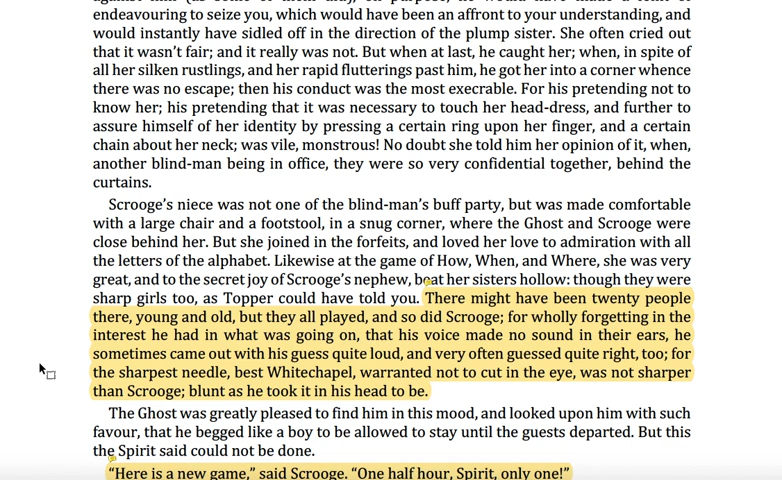 endeavouring to seize you, which would have been an affront to your understanding, and
would instantly have sidled off in the direction of the plump sister. She often cried out
that it wasn't fair; and it really was not. But when at last, he caught her; when, in spite of
all her silken rustlings, and her rapid flutterings past him, he got her into a corner whence
there was no escape; then his conduct was the most execrable. For his pretending not to
know her; his pretending that it was necessary to touch her head-dress, and further to
assure himself of her identity by pressing a certain ring upon her finger, and a certain
chain about her neck; was vile, monstrous! No doubt she told him her opinion of it, when,
another blind-man being in office, they were so very confidential together, behind the
curtains.
Scrooge's niece was not one of the blind-man's buff party, but was made comfortable
with a large chair and a footstool, in a snug corner, where the Ghost and Scrooge were
close behind her. But she joined in the forfeits, and loved her love to admiration with all
the letters of the alphabet. Likewise at the game of How, When, and Where, she was very
great, and to the secret joy of Scrooge's nephew, beat her sisters hollow: though they were
sharp girls too, as Topper could have told you. There might have been twenty people
there, young and old, but they all played, and so did Scrooge; for wholly forgetting in the
interest he had in what was going on, that his voice made no sound in their ears, he
sometimes came out with his guess quite loud, and very often guessed quite right, too; for
the sharpest needle, best Whitechapel, warranted not to cut in the eye, was not sharper
than Scrooge; blunt as he took it in his head to be.
The Ghost was greatly pleased to find him in this mood, and looked upon him with such
favour, that he begged like a boy to be allowed to stay until the guests departed. But this
the Spirit said could not be done.
"Here is a new game," said Scrooge. "One half hour, Spirit, only one!"